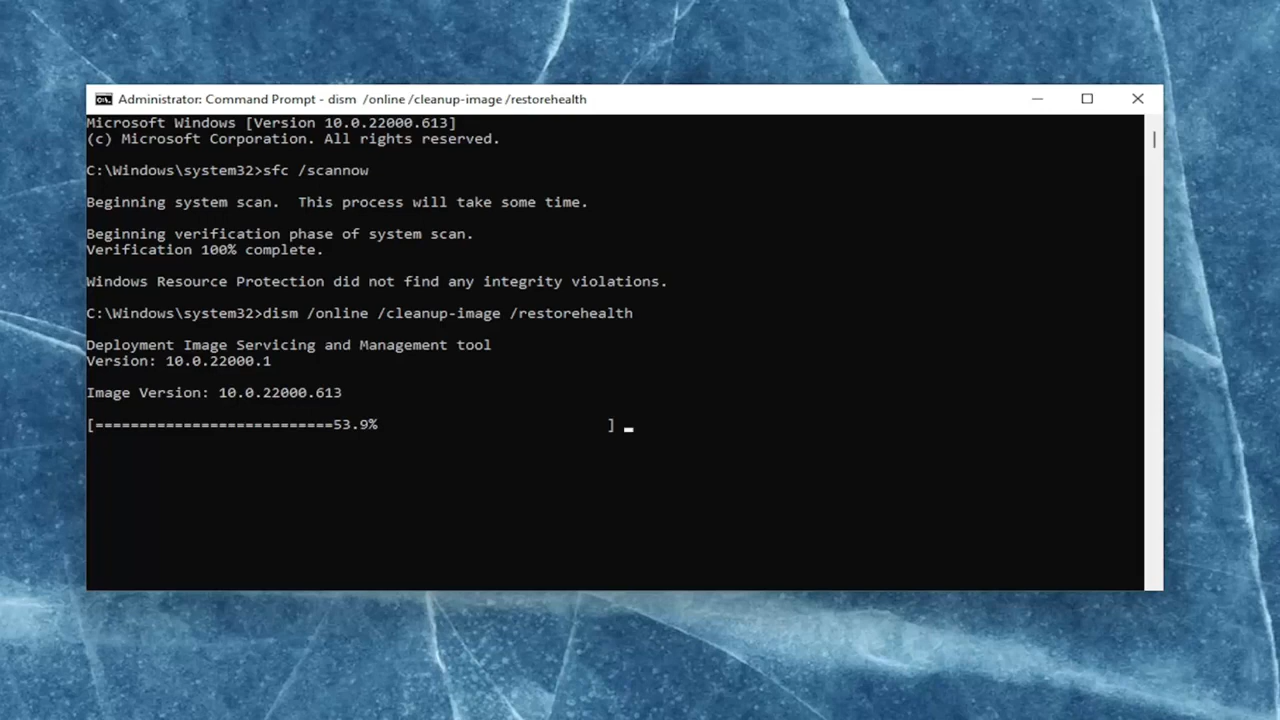 Administrator: Command Prompt - dism  /online /cleanup-image /restorehealth
Microsoft Windows [Version 10.0.22000.613]
(c) Microsoft Corporation. All rights reserved.
C:\Windows\system32>sfc /scannow
Beginning system scan.  This process will take some time.
Beginning verification phase of system scan.
Verification 100% complete.
Windows Resource Protection did not find any integrity violations.
C:\Windows\system32>dism /online /cleanup-image /restorehealth
Deployment Image Servicing and Management tool
Version: 10.0.22000.1
Image Version: 10.0.22000.613
[===========================53.9%                          ]